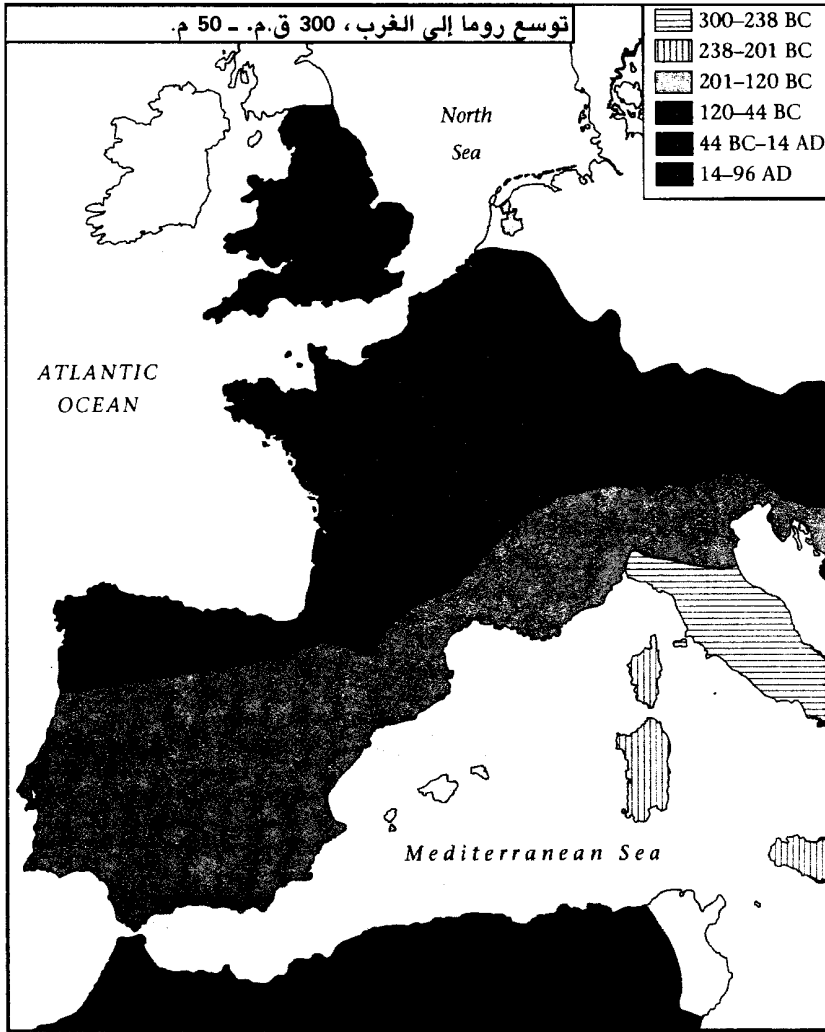 توسع روما إلى الغرب، 300 ق.م. ــ 50 م.
300–238 BC
238–201 BC
201–120 BC
120–44 BC
44 BC–14 AD
14–96 AD
North
Sea
ATLANTIC
OCEAN
Mediterranean Sea